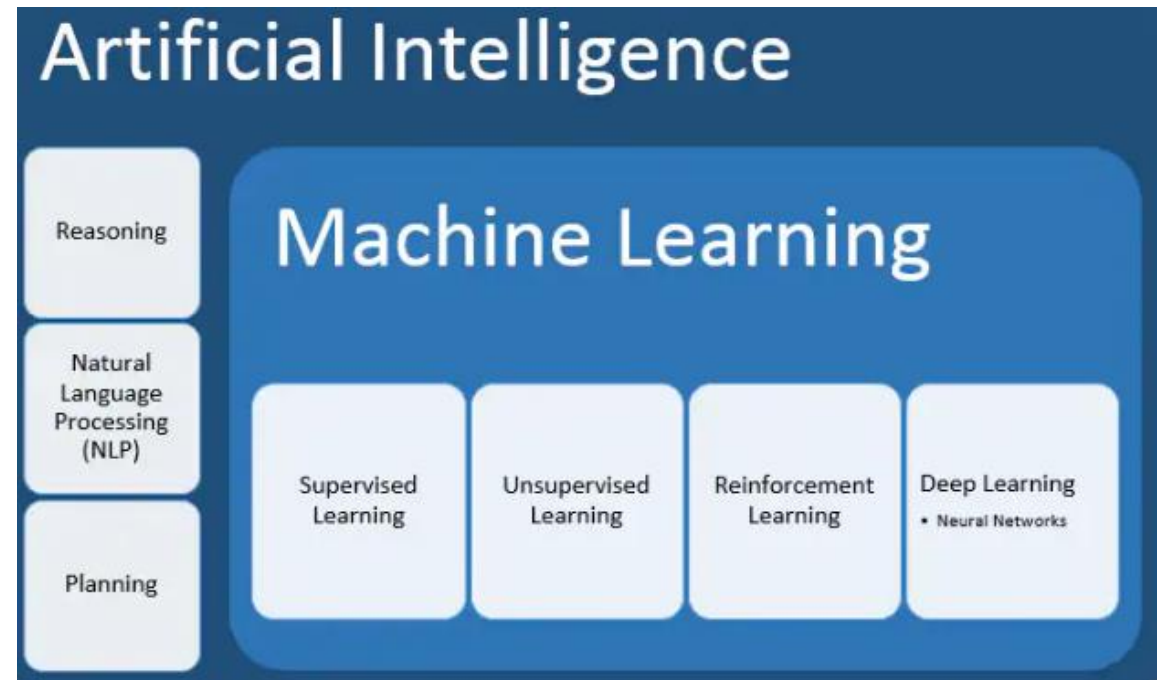 Artificial Intelligence
Reasoning
Natural
Language
Processing
(NLP)
Planning
Machine Learning
Supervised
Learning
Unsupervised
Learning
Reinforcement
Learning
Deep Learning
• Neural Networks